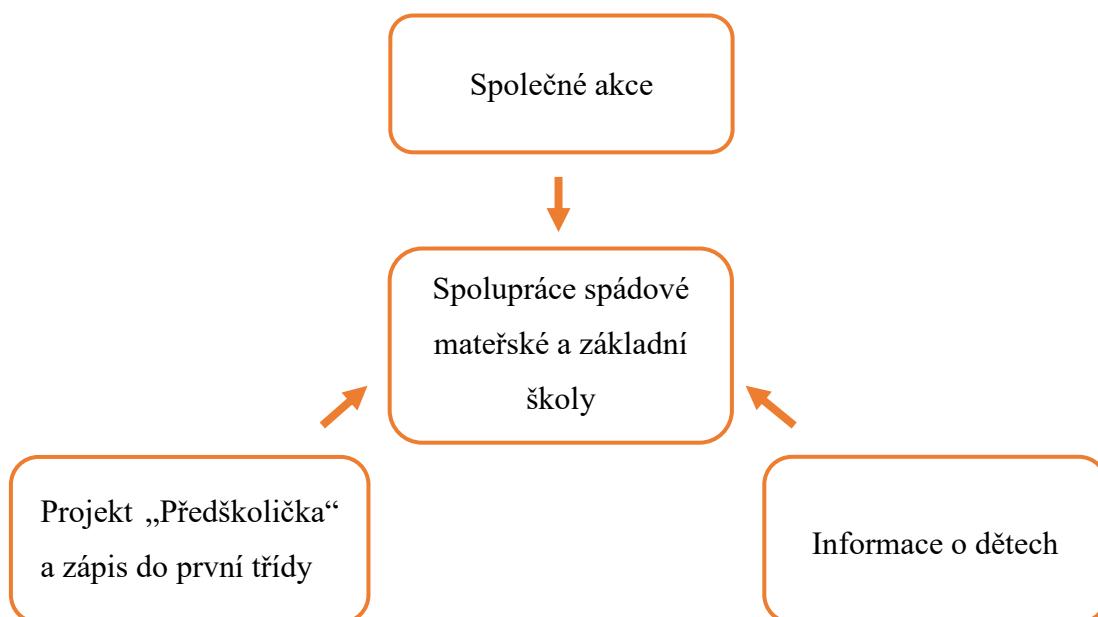 Společné akce
Spolupráce spádové
mateřské a základní
školy
Projekt „Předškolička“
a zápis do první třídy
Informace o dětech